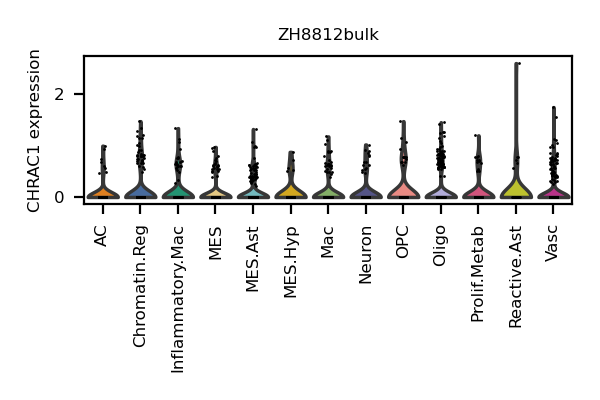 ZH8812bulk
CHRAC1 expression
2
0
AC
Chromatin.Reg
Inflammatory.Mac
MES
MES.Ast
MES.Hyp
Mac
Neuron
OPC
Oligo
Prolif.Metab
Reactive.Ast
Vasc